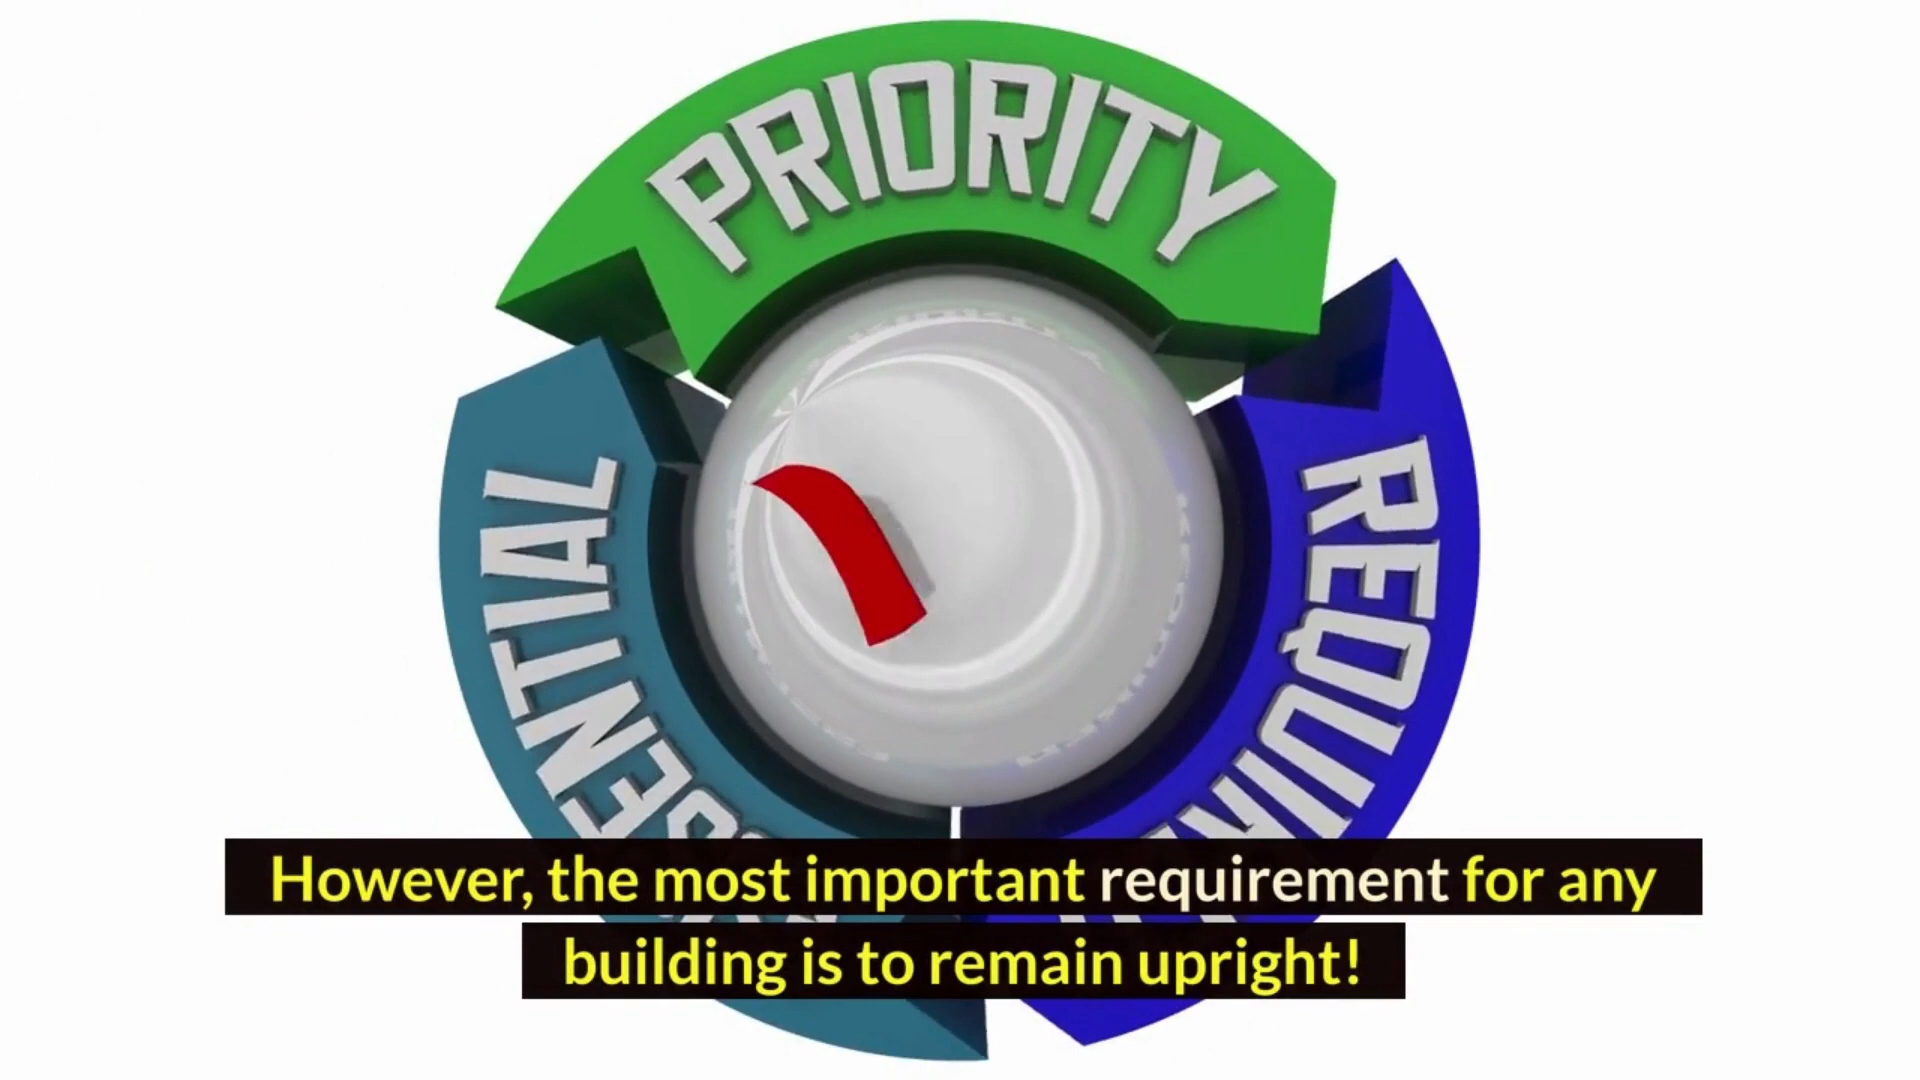 PRIORITY
However, the most important requirement for any
building is to remain upright!